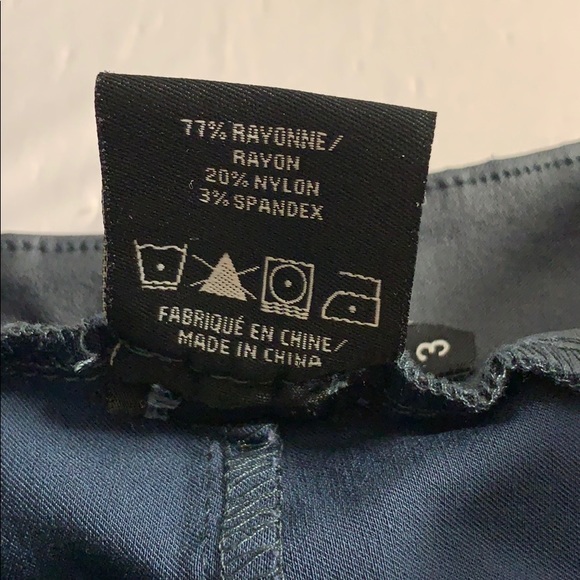 77% RAYONNE/
RAYON
20% NYLON
3% SPANDEX
FABRIQUÉ EN CHINE/
MADE IN CHINA
3